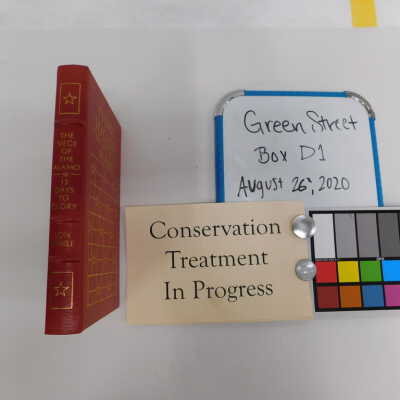 THE
SIEGE
OF
THE
ALAMO
13
DAYS
TO
GLORY
Green Street
Box D1
August 26, 2020
Conservation
Treatment
In Progress